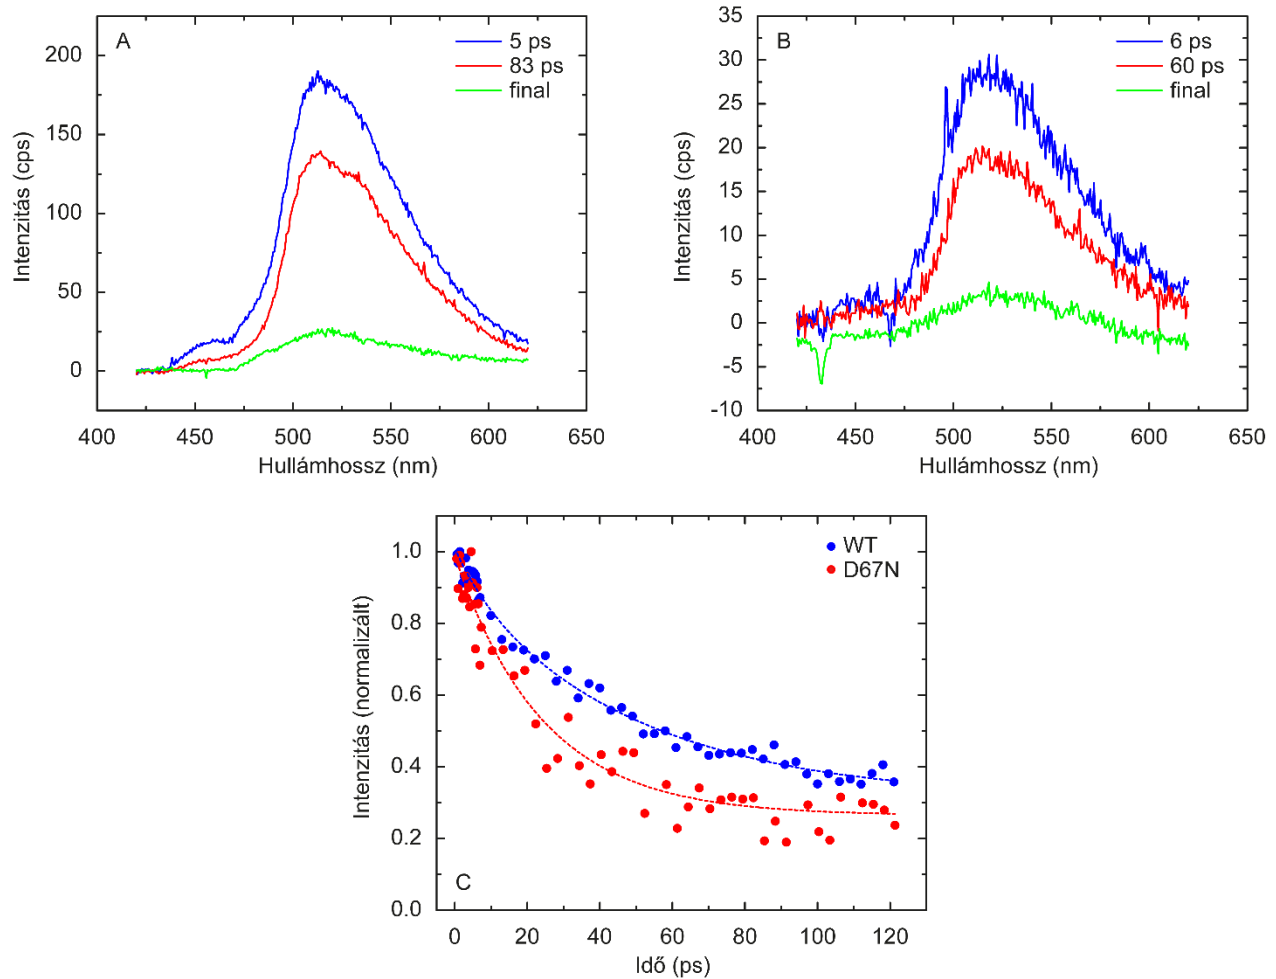 A
5 ps
83 ps
final
200
150
100
50
0
Intenzitás (cps)
400 450 500 550 600 650
Hullámhossz (nm)
B
6 ps
60 ps
final
35
30
25
20
15
10
5
0
-5
-10
Intenzitás (cps)
400 450 500 550 600 650
Hullámhossz (nm)
WT
D67N
1.0
0.8
0.6
0.4
0.2
0.0
Intenzitás (normalizált)
C
0 20 40 60 80 100 120
Idő (ps)